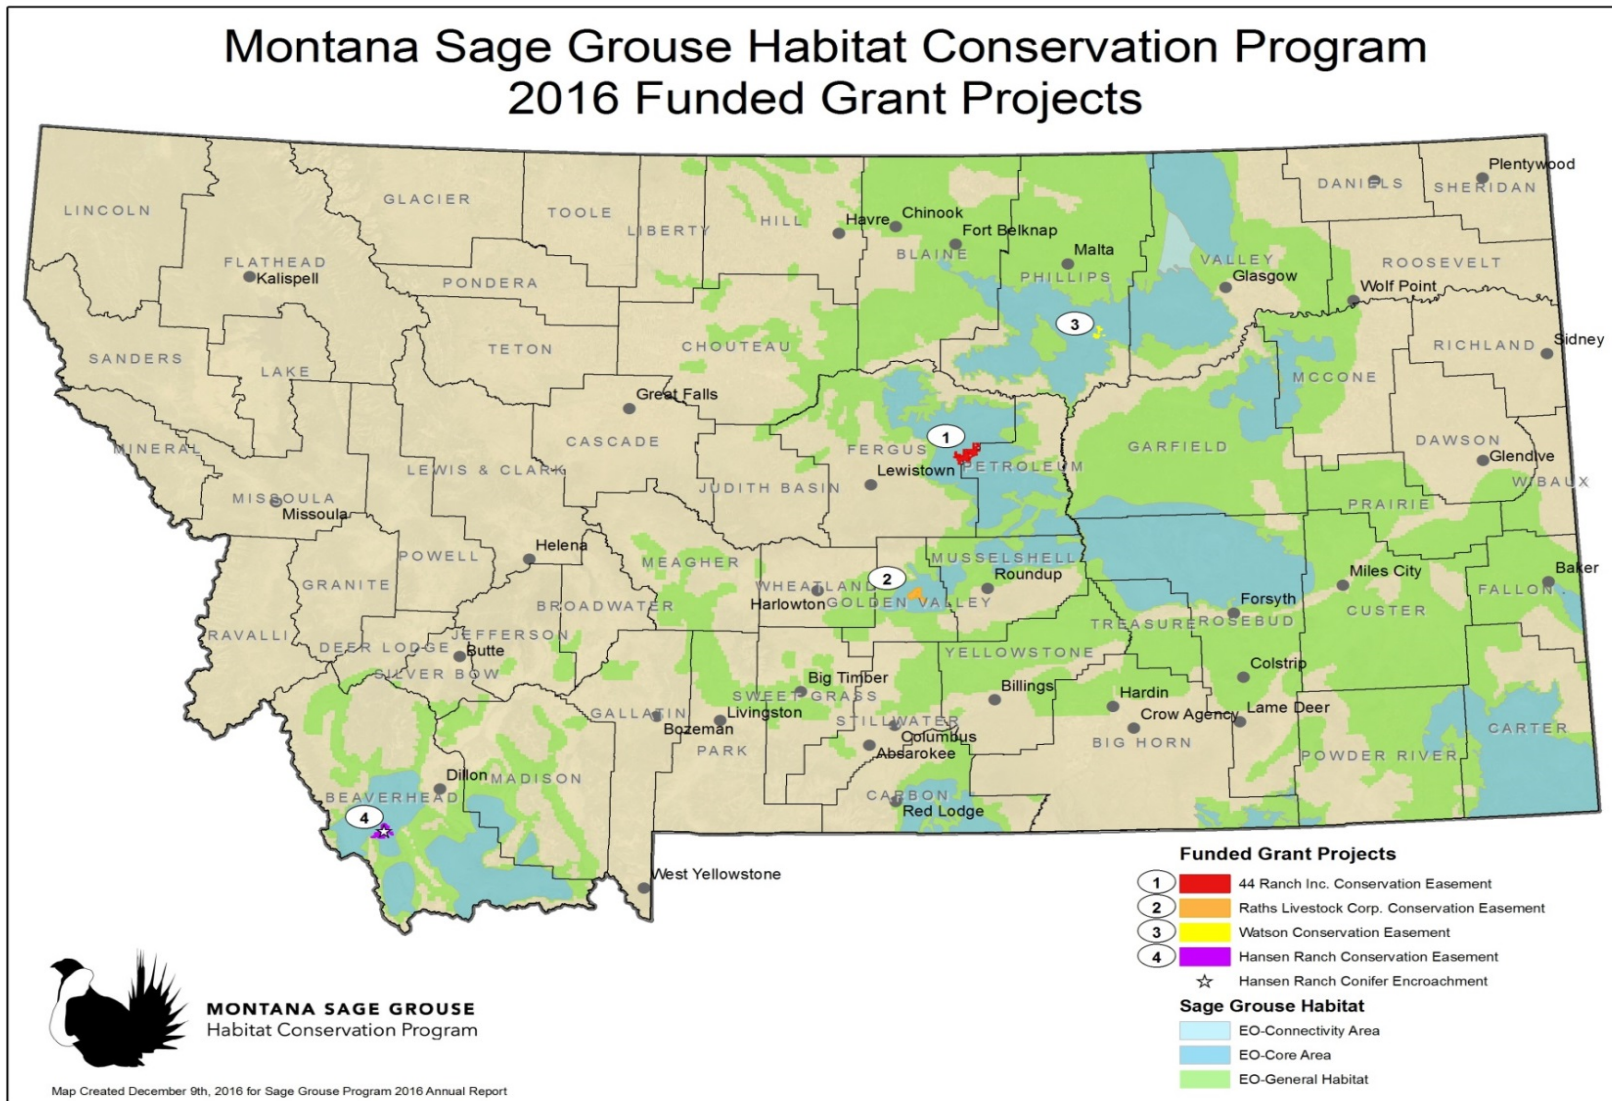 Montana Sage Grouse Habitat Conservation Program
2016 Funded Grant Projects
Plentywood
DANIELS
SHERIDAN
GLACIER
LINCOLN
TOOLE
HILL
Havre
Chinook
LIBERTY
Fort Belknap
BLAINE
Malta
PHILLIPS
VALLEY
Glasgow
ROOSEVELT
FLATHEAD
Kalispell
PONDERA
Wolf Point
3
SANDERS
TETON
CHOUTEAU
RICHLAND
Sidney
LAKE
MCCONE
Great Falls
CASCADE
1
FERGUS
GARFIELD
DAWSON
Glendive
MINERAL
LEWIS & CLARK
Lewistown
PETROLEUM
WIBAUX
JUDITH BASIN
MISSOULA
Missoula
PRAIRIE
Helena
POWELL
MEAGHER
MUSSELSHELL
Roundup
2
GRANITE
WHEATLAND
Harlowton
GOLDEN VALLEY
Miles City
Baker
FALLON
CUSTER
BROADWATER
Forsyth
TREASURE
ROSEBUD
RAVALLI
JEFFERSON
DEER LODGE
Butte
SILVER BOW
YELLOWSTONE
Colstrip
Big Timber
SWEET GRASS
Billings
Hardin
GALLATIN
Livingston
Bozeman
STILLWATER
Columbus
Crow Agency
Lame Deer
PARK
Absarokee
BIG HORN
CARTER
POWDER RIVER
Dillon
MADISON
BEAVERHEAD
CARBON
Red Lodge
4
West Yellowstone
Funded Grant Projects
1 44 Ranch Inc. Conservation Easement
2 Raths Livestock Corp. Conservation Easement
3 Watson Conservation Easement
4 Hansen Ranch Conservation Easement
Hansen Ranch Conifer Encroachment
Sage Grouse Habitat
EO-Connectivity Area
EO-Core Area
EO-General Habitat
MONTANA SAGE GROUSE
Habitat Conservation Program
Map Created December 9th, 2016 for Sage Grouse Program 2016 Annual Report